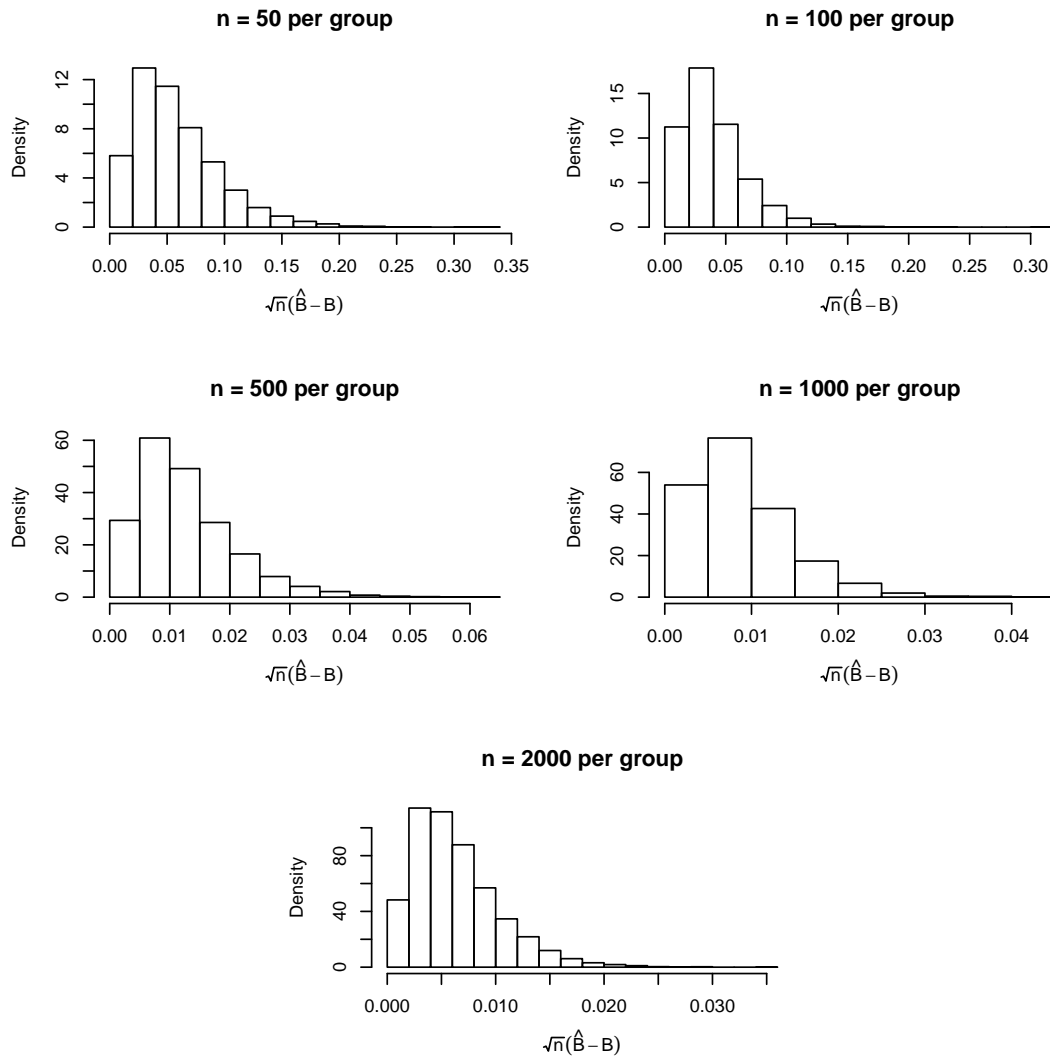 n = 50 per group
Density
0 4 8 12
0.00 0.05 0.10 0.15 0.20 0.25 0.30 0.35
√n(B̂−B)
n = 100 per group
Density
0 5 10 15
0.00 0.05 0.10 0.15 0.20 0.25 0.30
√n(B̂−B)
n = 500 per group
Density
0 20 40 60
0.00 0.01 0.02 0.03 0.04 0.05 0.06
√n(B̂−B)
n = 1000 per group
Density
0 20 40 60
0.00 0.01 0.02 0.03 0.04
√n(B̂−B)
n = 2000 per group
Density
0 40 80
0.000 0.010 0.020 0.030
√n(B̂−B)